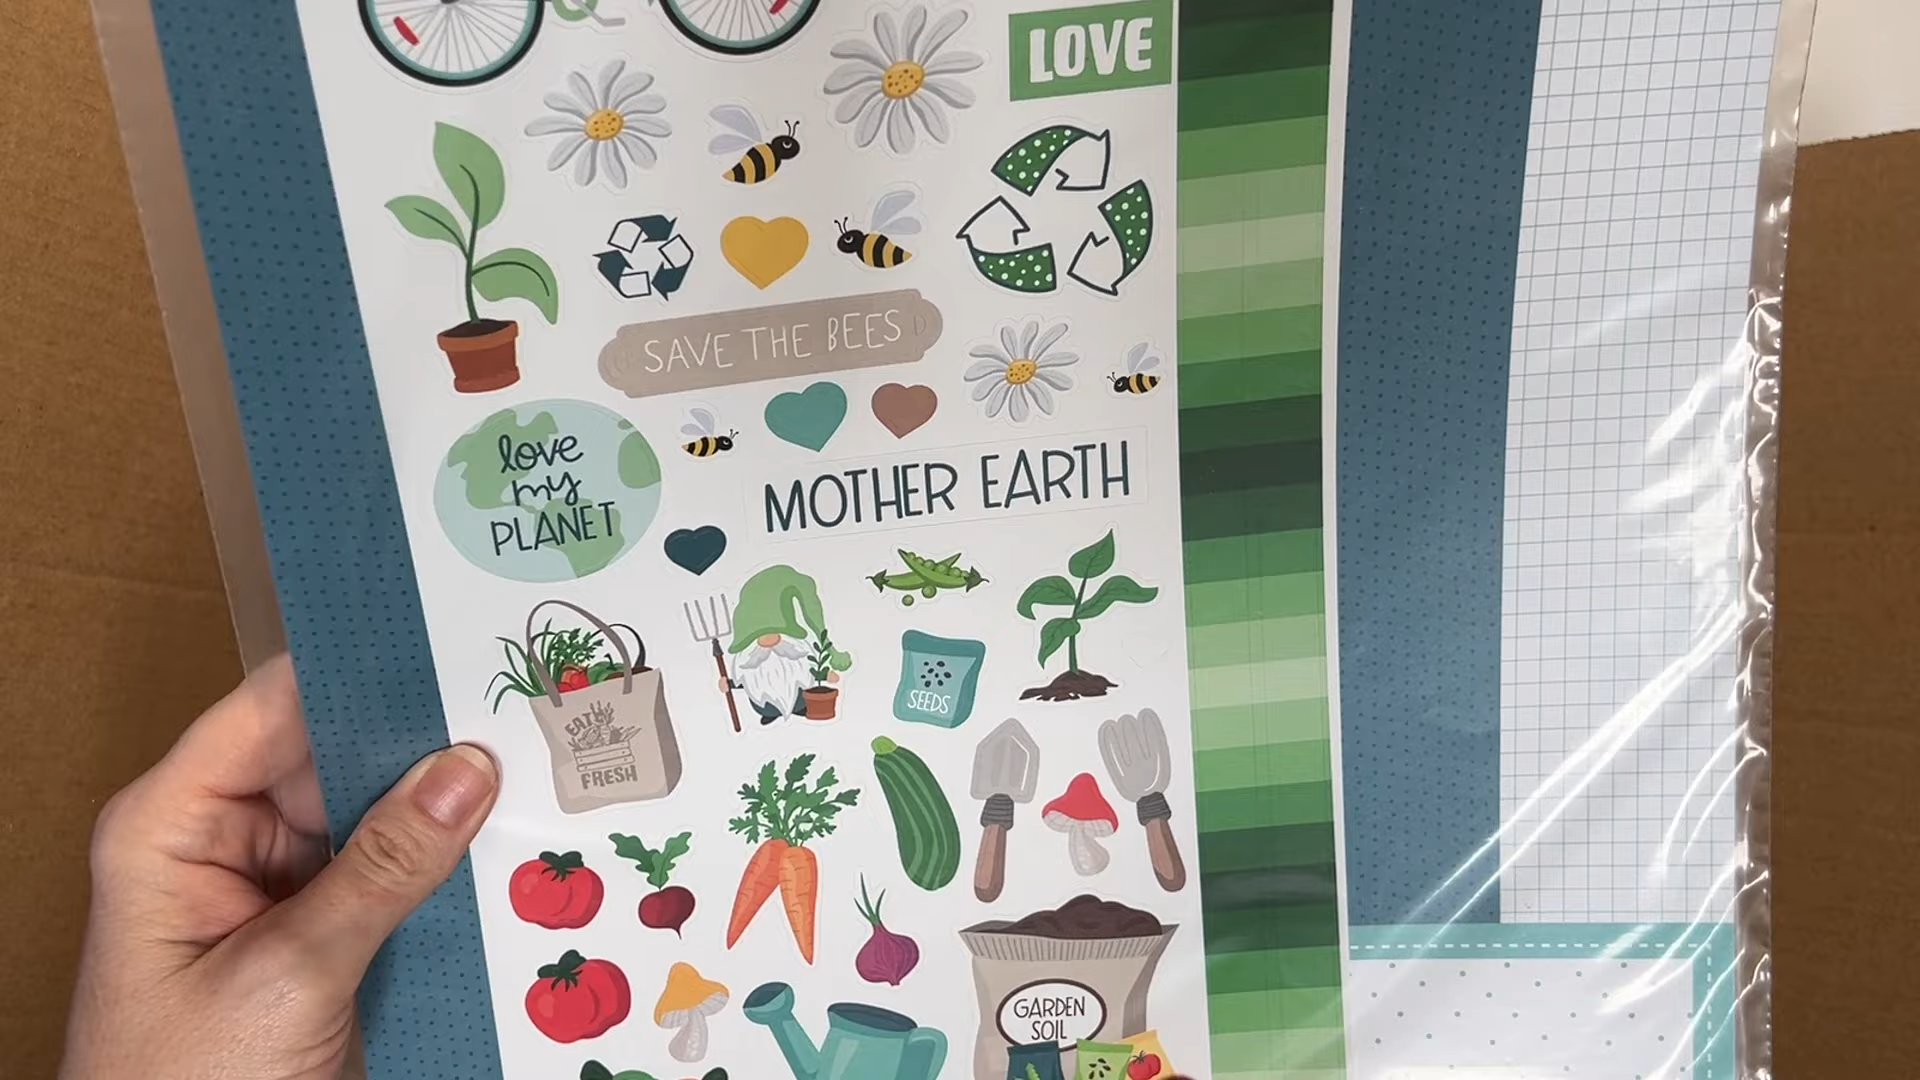 LOVE
SAVE THE BEES
love
my
PLANET
MOTHER EARTH
SEEDS
EAT
FRESH
GARDEN
SOIL